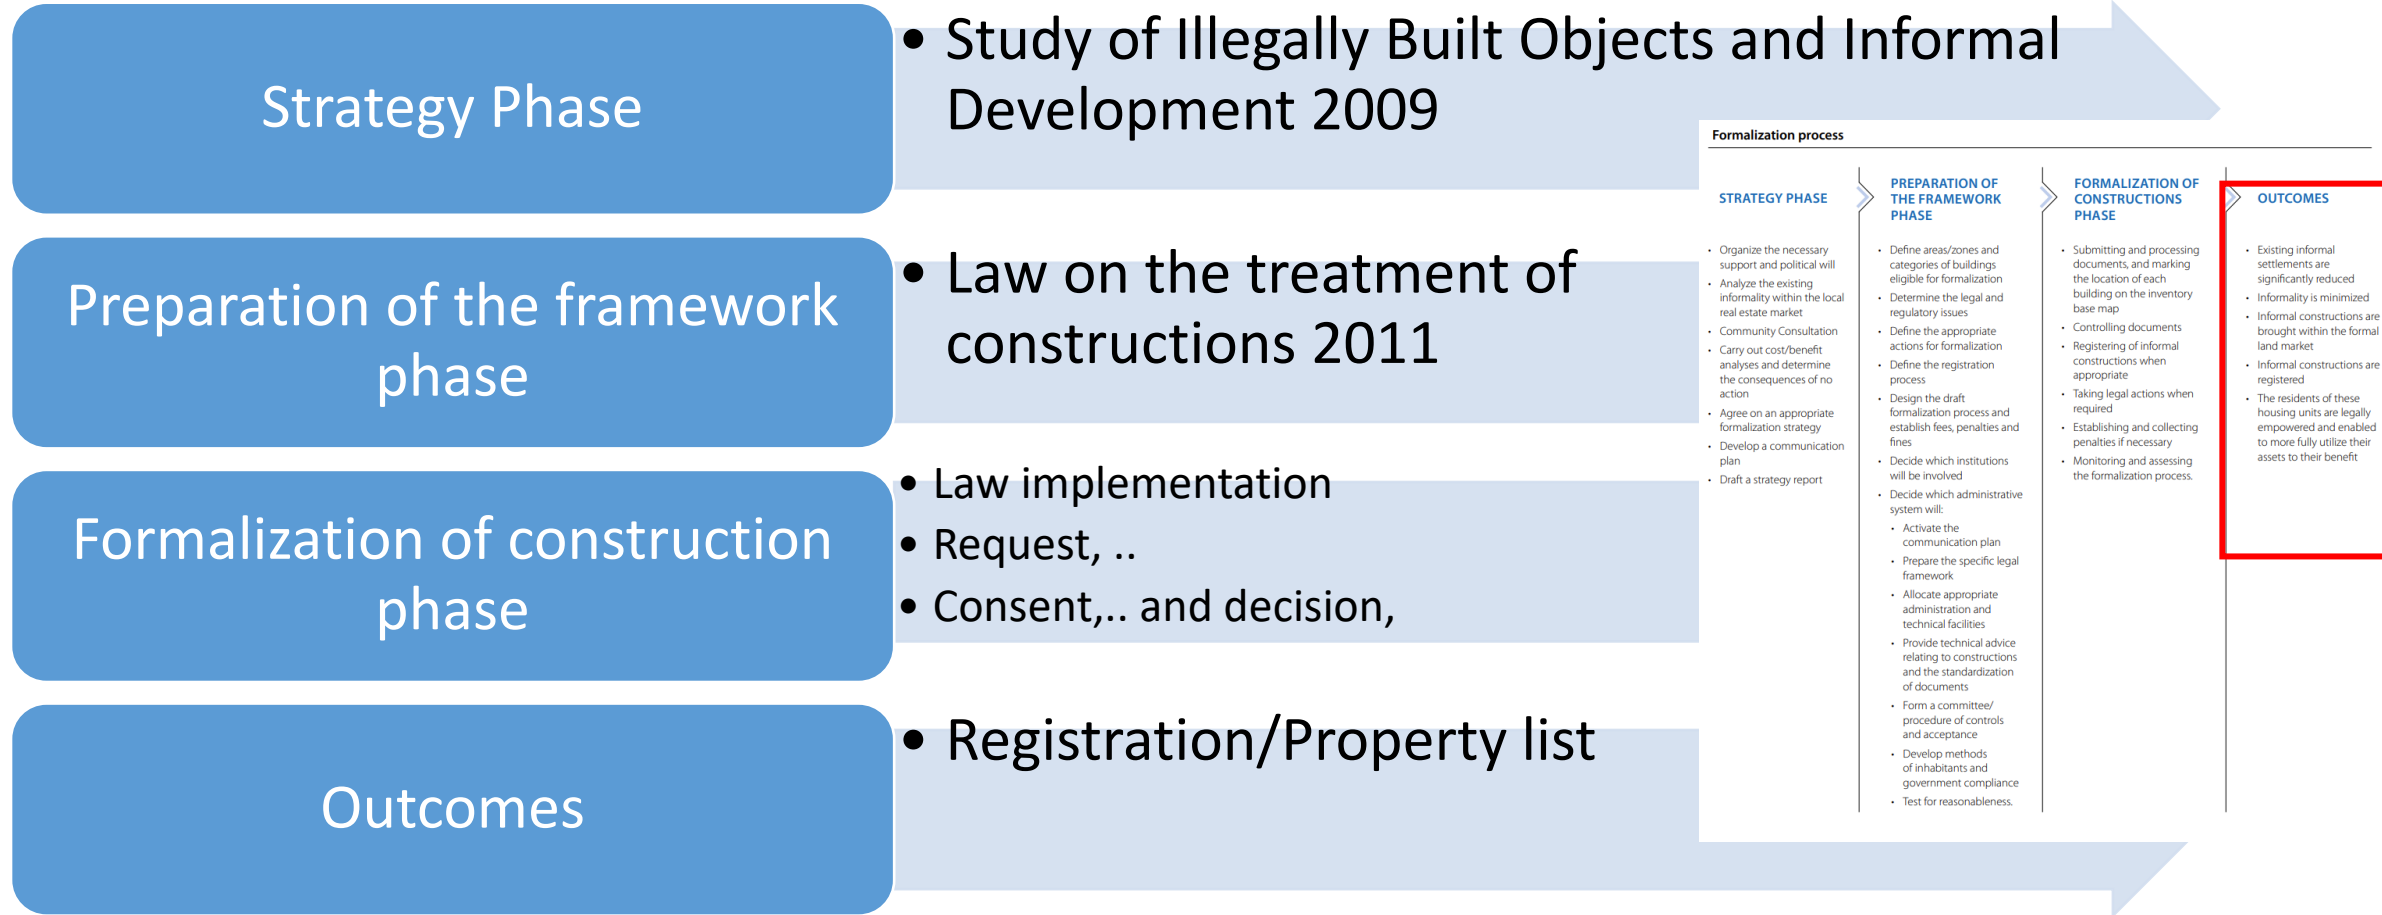 Strategy Phase
• Study of Illegally Built Objects and Informal
Development 2009
Preparation of the framework
phase
• Law on the treatment of
constructions 2011
Formalization of construction
phase
• Law implementation
• Request, ..
• Consent,.. and decision,
Outcomes
• Registration/Property list
Formalization process
STRATEGY PHASE
• Organize the necessary
support and political will
• Analyze the existing
informality within the local
real estate market
• Community Consultation
• Carry out cost/benefit
analyses and determine
the consequences of no
action
• Agree on an appropriate
formalization strategy
• Develop a communication
plan
• Draft a strategy report
PREPARATION OF
THE FRAMEWORK
PHASE
• Define areas/zones and
categories of buildings
eligible for formalization
• Determine the legal and
regulatory issues
• Define the appropriate
actions for formalization
• Define the registration
process
• Design the draft
formalization process and
establish fees, penalties and
fines
• Decide which institutions
will be involved
• Decide which administrative
system will:
• Activate the
communication plan
• Prepare the specific legal
framework
• Allocate appropriate
administration and
technical facilities
• Provide technical advice
relating to constructions
and the standardization
of documents
• Form a committee/
procedure of controls
and acceptance
• Develop methods
of inhabitants and
government compliance
• Test for reasonableness.
FORMALIZATION OF
CONSTRUCTIONS
PHASE
• Submitting and processing
documents, and marking
the location of each
building on the inventory
base map
• Controlling documents
• Registering of informal
constructions when
appropriate
• Taking legal actions when
required
• Establishing and collecting
penalties if necessary
• Monitoring and assessing
the formalization process.
OUTCOMES
• Existing informal
settlements are
significantly reduced
• Informality is minimized
• Informal constructions are
brought within the formal
land market
• Informal constructions are
registered
• The residents of these
housing units are legally
empowered and enabled
to more fully utilize their
assets to their benefit